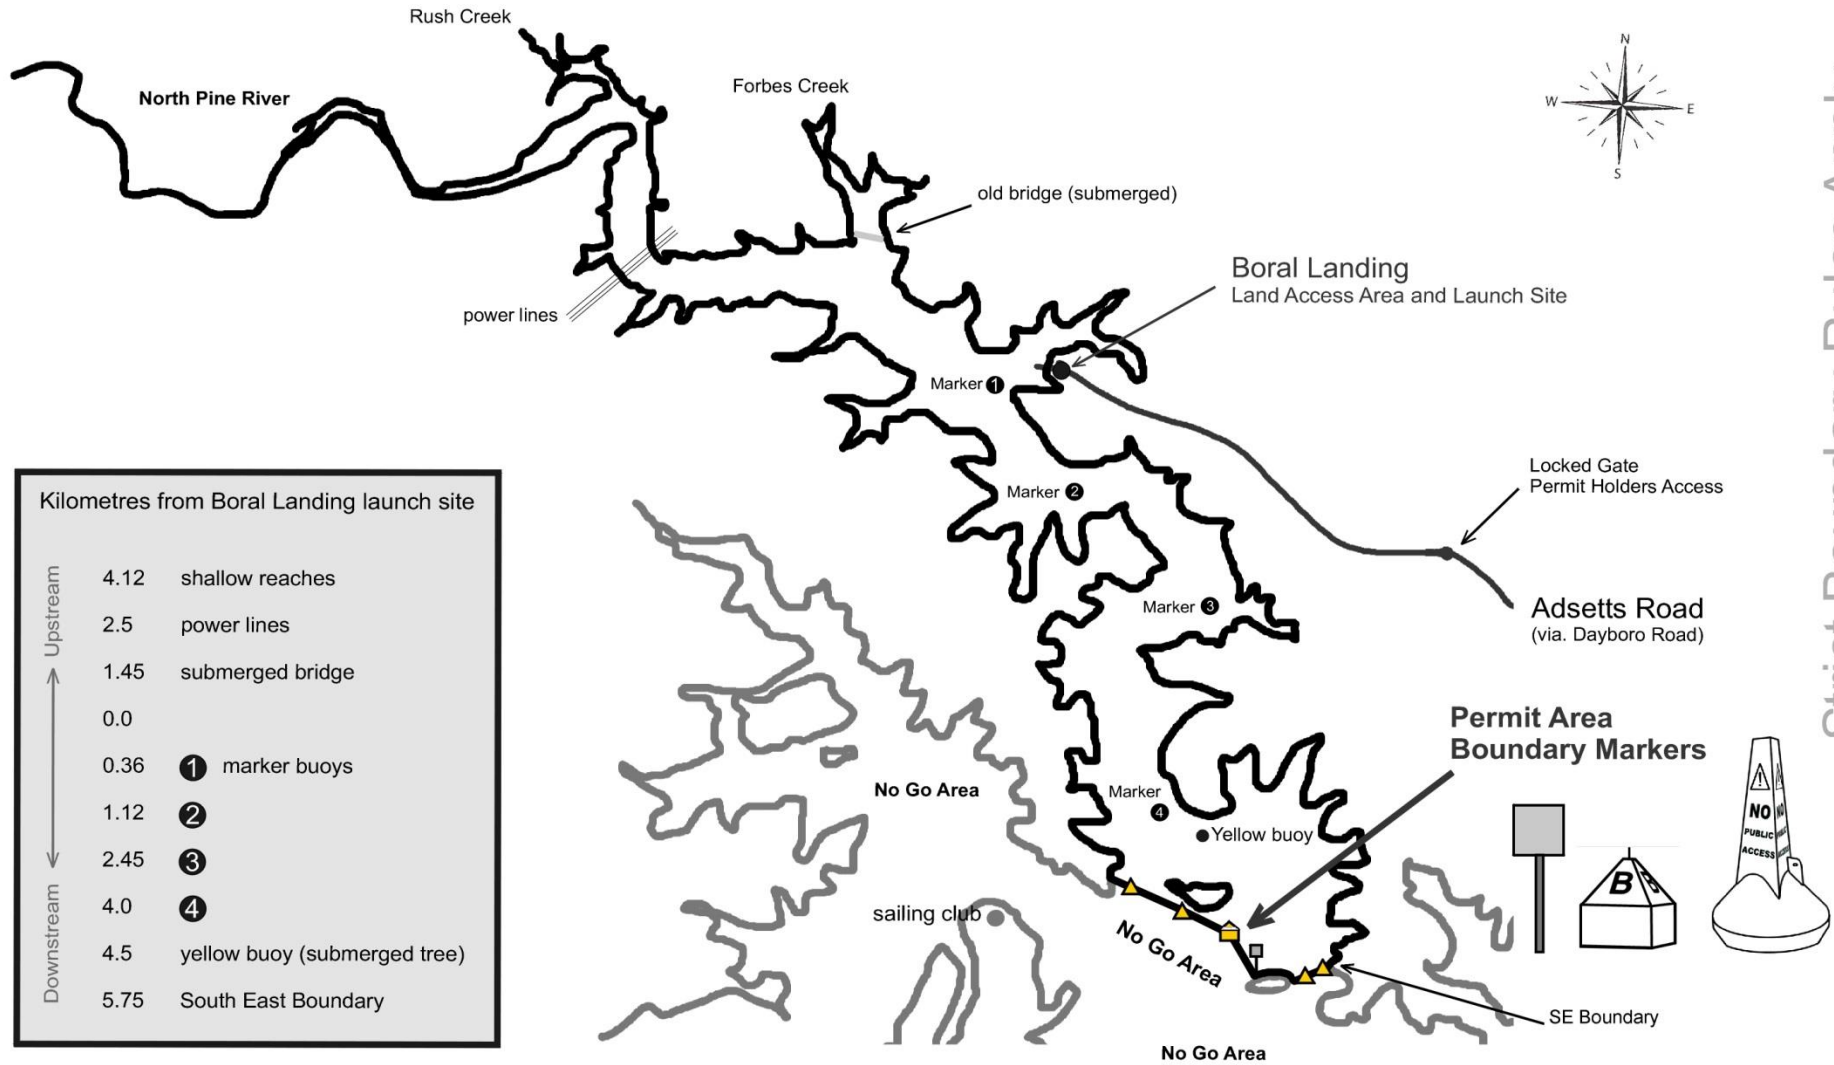 Rush Creek
North Pine River
Forbes Creek
N
W
E
S
old bridge (submerged)
Boral Landing
Land Access Area and Launch Site
power lines
Marker 1
Locked Gate
Permit Holders Access
Marker 2
Adsetts Road
(via. Dayboro Road)
Marker 3
Permit Area
Boundary Markers
No Go Area
Marker
4
Yellow buoy
sailing club
No Go Area
SE Boundary
No Go Area
NO
PUBLIC
ACCESS
NO
B
B
Kilometres from Boral Landing launch site
Upstream
Downstream
4.12 shallow reaches
2.5 power lines
1.45 submerged bridge
0.0
0.36 1 marker buoys
1.12 2
2.45 3
4.0 4
4.5 yellow buoy (submerged tree)
5.75 South East Boundary